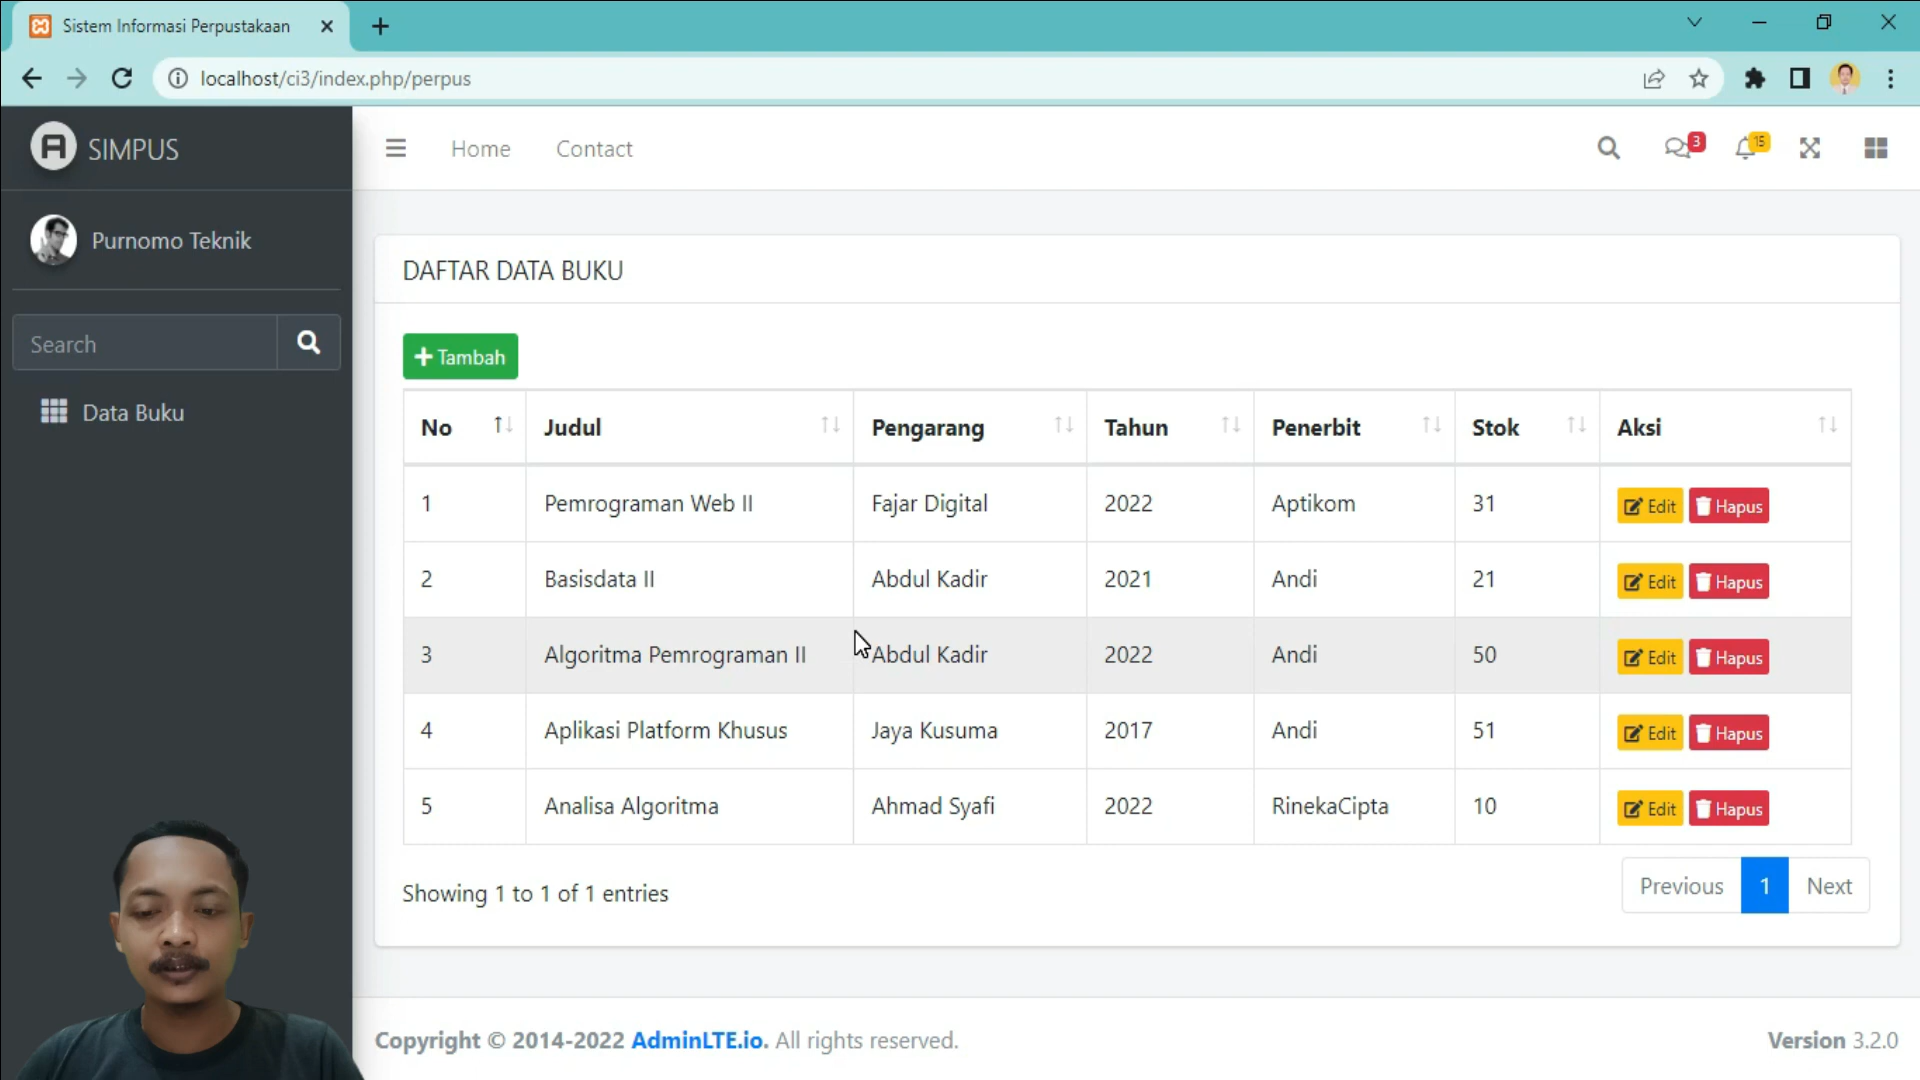 Sistem Informasi Perpustakaan
localhost/ci3/index.php/perpus
SIMPUS
Home Contact
3
15
Purnomo Teknik
Search
Data Buku
DAFTAR DATA BUKU
Tambah
No Judul Pengarang Tahun Penerbit Stok Aksi
1 Pemrograman Web II Fajar Digital 2022 Aptikom 31 Edit Hapus
2 Basisdata II Abdul Kadir 2021 Andi 21 Edit Hapus
3 Algoritma Pemrograman II Abdul Kadir 2022 Andi 50 Edit Hapus
4 Aplikasi Platform Khusus Jaya Kusuma 2017 Andi 51 Edit Hapus
5 Analisa Algoritma Ahmad Syafi 2022 RinekaCipta 10 Edit Hapus
Showing 1 to 1 of 1 entries
Previous 1 Next
Copyright © 2014-2022 AdminLTE.io. All rights reserved.
Version 3.2.0